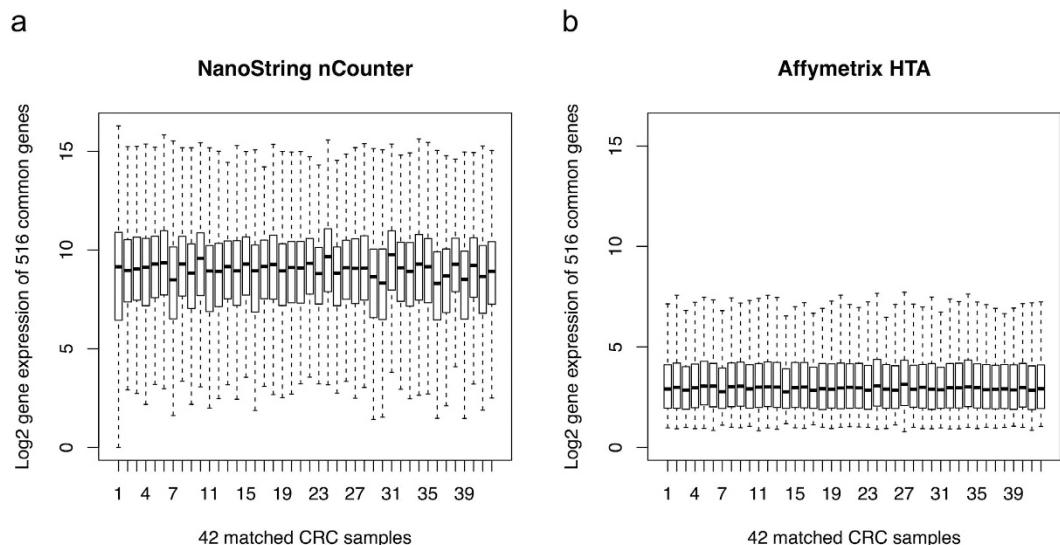 a
NanoString nCounter
Log2 gene expression of 516 common genes
15
10
5
0
1 4 7 11 15 19 23 27 31 35 39
42 matched CRC samples
b
Affymetrix HTA
Log2 gene expression of 516 common genes
15
10
5
0
1 4 7 11 15 19 23 27 31 35 39
42 matched CRC samples